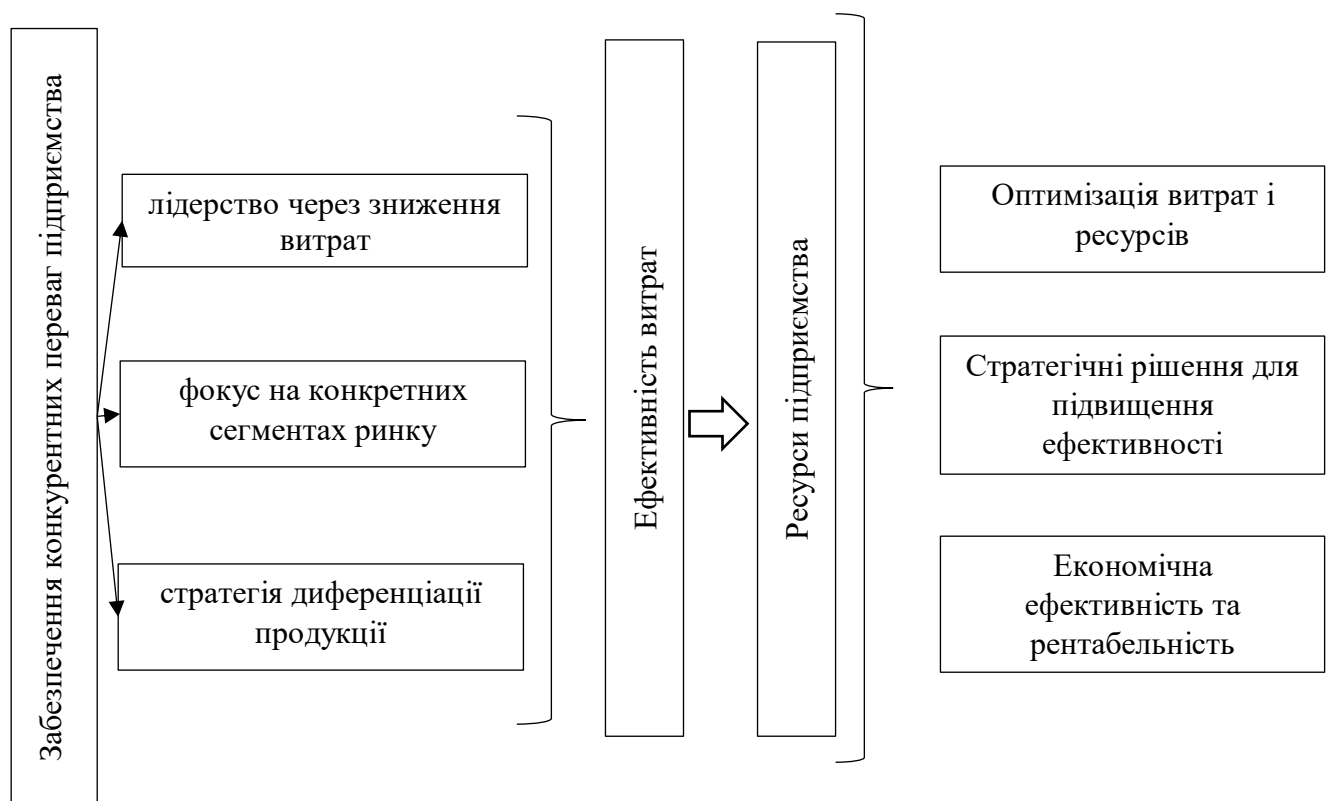 Забезпечення конкурентних переваг підприємства
лідерство через зниження
витрат
фокус на конкретних
сегментах ринку
стратегія диференціації
продукції
Ефективність витрат
Ресурси підприємства
Оптимізація витрат і
ресурсів
Стратегічні рішення для
підвищення
ефективності
Економічна
ефективність та
рентабельність